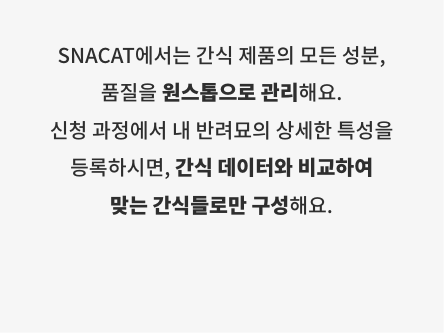 SNACAT에서는 간식 제품의 모든 성분,
품질을 원스톱으로 관리해요.
신청 과정에서 내 반려묘의 상세한 특성을
등록하시면, 간식 데이터와 비교하여
맞는 간식들로만 구성해요.